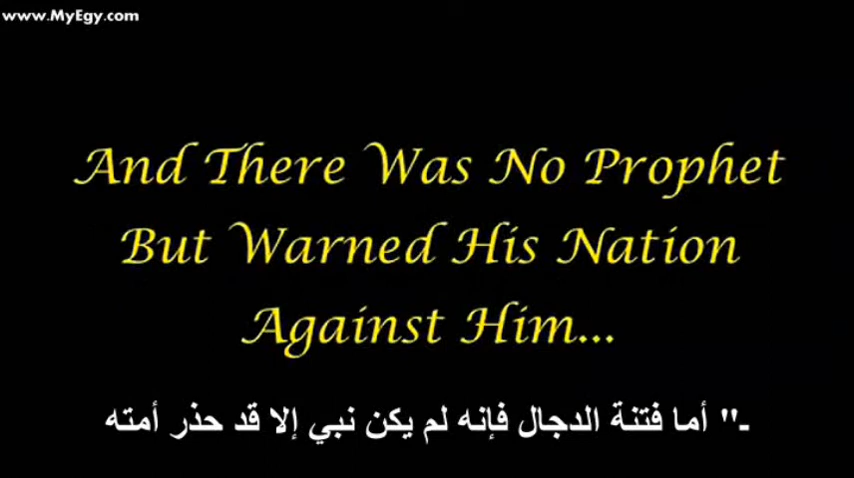 www.MyEgy.com
And There Was No Prophet
But Warned His Nation
Against Him...
ـ" أما فتنة الدجال فإنه لم يكن نبي إلا قد حذر أمته